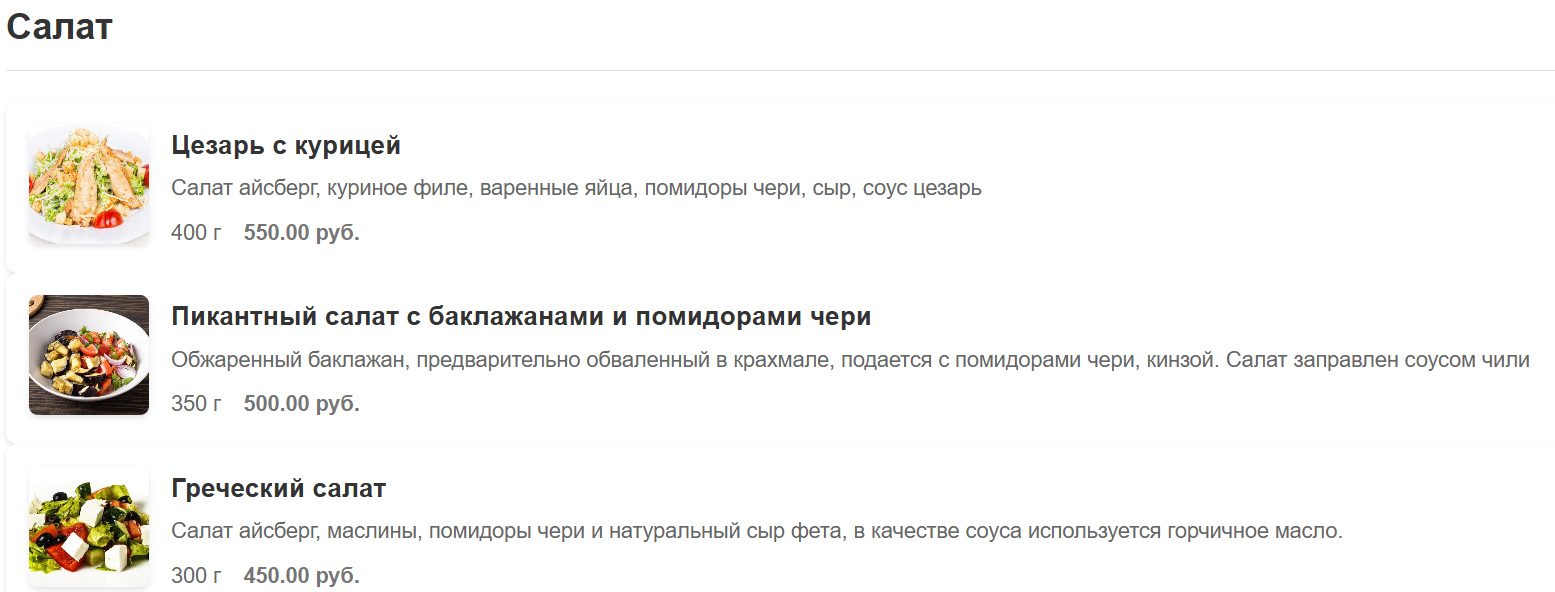 Салат
Цезарь с курицей
Салат айсберг, куриное филе, варенные яйца, помидоры чери, сыр, соус цезарь
400 г 550.00 руб.
Пикантный салат с баклажанами и помидорами чери
Обжаренный баклажан, предварительно обваленный в крахмале, подается с помидорами чери, кинзой. Салат заправлен соусом чили
350 г 500.00 руб.
Греческий салат
Салат айсберг, маслины, помидоры чери и натуральный сыр фета, в качестве соуса используется горчичное масло.
300 г 450.00 руб.